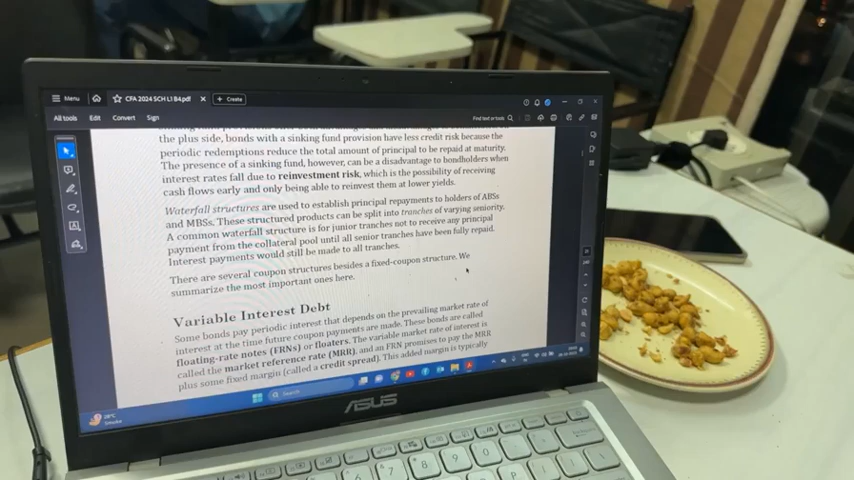 Menu
CFA 2024 SCH L1 B4.pdf
Create
All tools Edit Convert Sign
Find text or tools
the plus side, bonds with a sinking fund provision have less credit risk because the
periodic redemptions reduce the total amount of principal to be repaid at maturity.
The presence of a sinking fund, however, can be a disadvantage to bondholders when
interest rates fall due to reinvestment risk, which is the possibility of receiving
cash flows early and only being able to reinvest them at lower yields.
Waterfall structures are used to establish principal repayments to holders of ABSs
and MBSs. These structured products can be split into tranches of varying seniority.
A common waterfall structure is for junior tranches not to receive any principal
payment from the collateral pool until all senior tranches have been fully repaid.
Interest payments would still be made to all tranches.
There are several coupon structures besides a fixed-coupon structure. We
summarize the most important ones here.
Variable Interest Debt
Some bonds pay periodic interest that depends on the prevailing market rate of
interest at the time future coupon payments are made. These bonds are called
floating-rate notes (FRNs) or floaters. The variable market rate of interest is
called the market reference rate (MRR), and an FRN promises to pay the MRR
plus some fixed margin (called a credit spread). This added margin is typically
Smoke
Search
ASUS